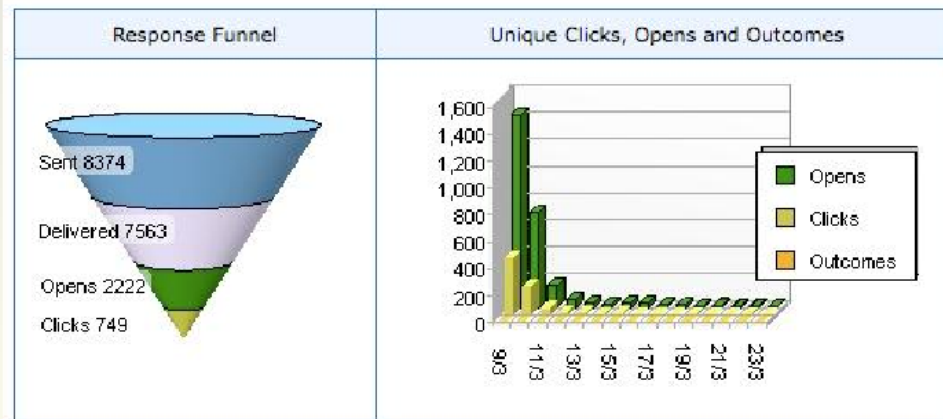 Response Funnel
Unique Clicks, Opens and Outcomes
Sent 8374
Delivered 7563
Opens 2222
Clicks 749
1,600
1,400
1,200
1,000
800
600
400
200
0
9/3
11/3
13/3
15/3
17/3
19/3
21/3
23/3
Opens
Clicks
Outcomes